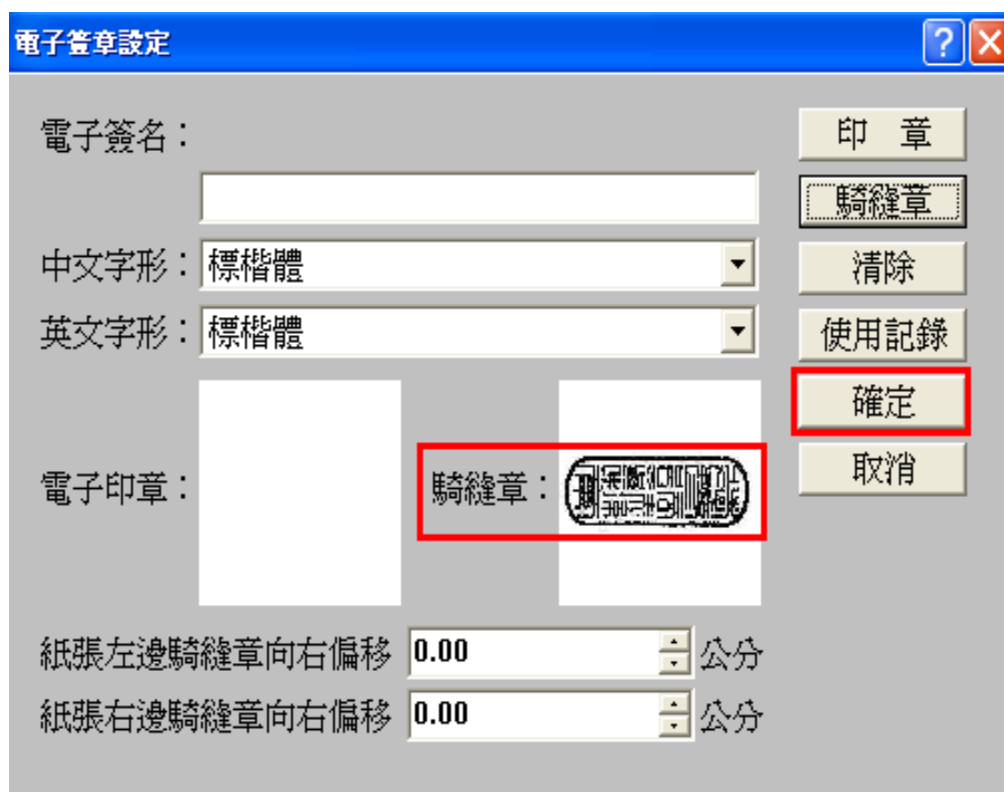 電子簽章設定
電子簽名：
印 章
騎縫章
中文字形：標楷體
清除
英文字形：標楷體
使用記錄
確定
電子印章：
騎縫章：
取消
紙張左邊騎縫章向右偏移 0.00 公分
紙張右邊騎縫章向右偏移 0.00 公分